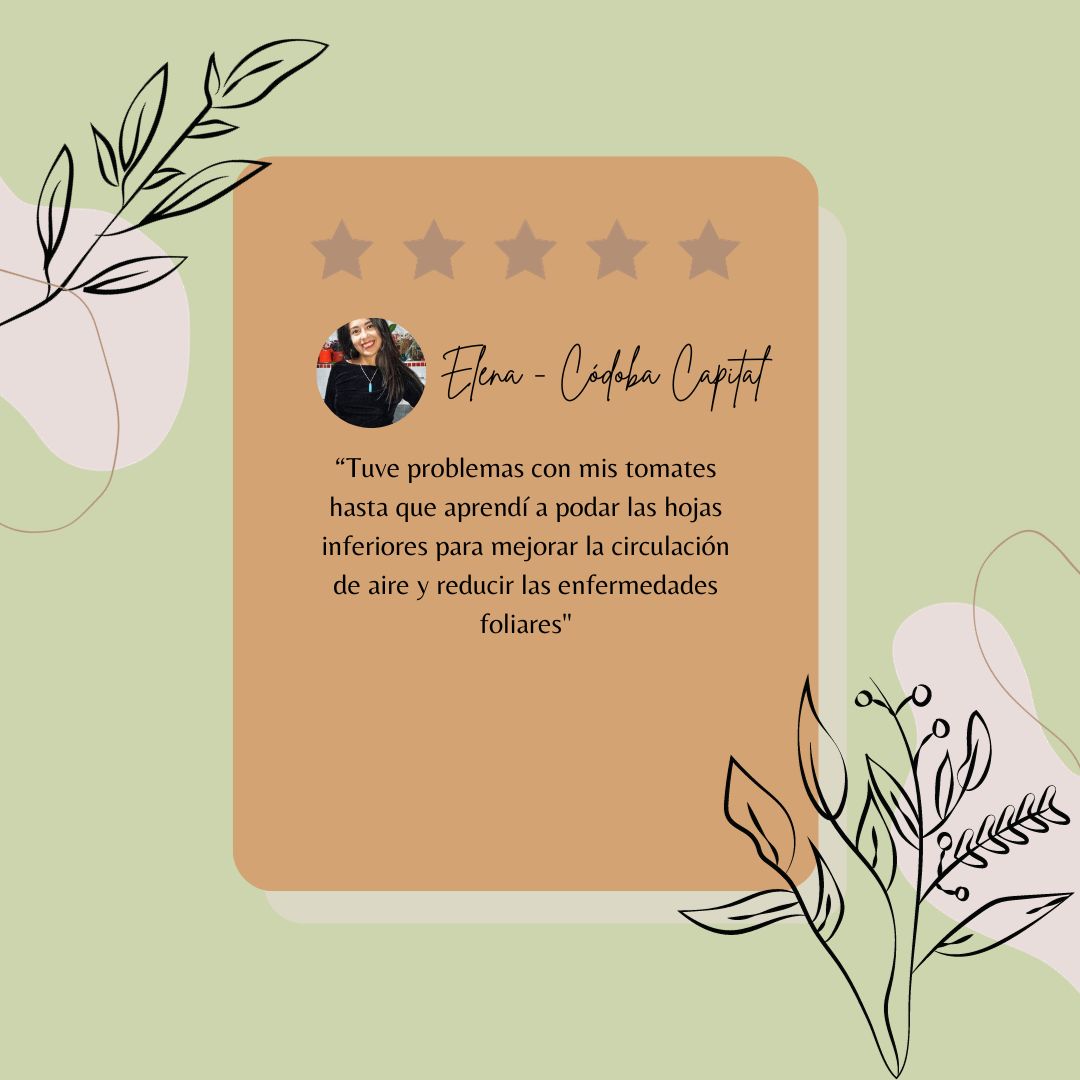 Elena - Códoba Capital
“Tuve problemas con mis tomates
hasta que aprendí a podar las hojas
inferiores para mejorar la circulación
de aire y reducir las enfermedades
foliares"